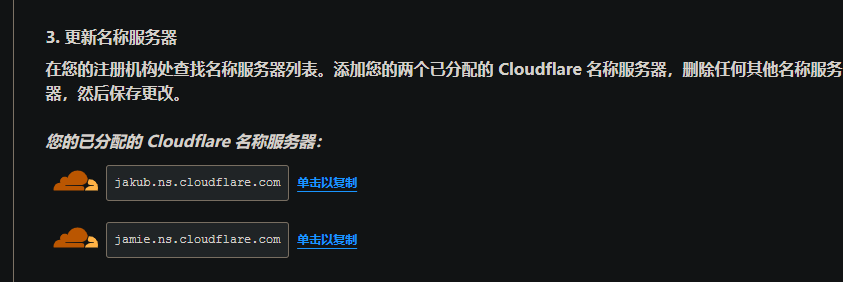 3. 更新名称服务器
在您的注册机构处查找名称服务器列表。添加您的两个已分配的 Cloudflare 名称服务器，删除任何其他名称服务
器，然后保存更改。
您的已分配的 Cloudflare 名称服务器：
jakub.ns.cloudflare.com 单击以复制
jamie.ns.cloudflare.com 单击以复制